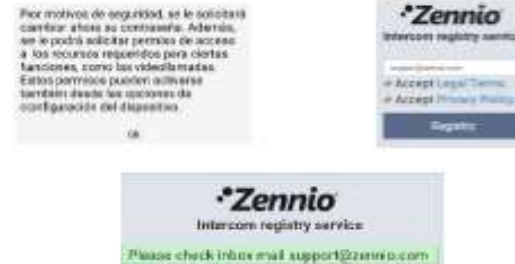 Por motivos de seguridad, se le solicitará
cambiar ahora su contraseña. Además,
se le podrá solicitar permiso de acceso
a los recursos requeridos para ciertas
funciones, como las videollamadas.
Estos permisos pueden activarse
también desde las opciones de
configuración del dispositivo.
Ok
Zennio
Intercom registry service
Accept Legal Terms
Accept Privacy Policy
Registry
Zennio
Intercom registry service
Please check inbox mail support@zennio.com